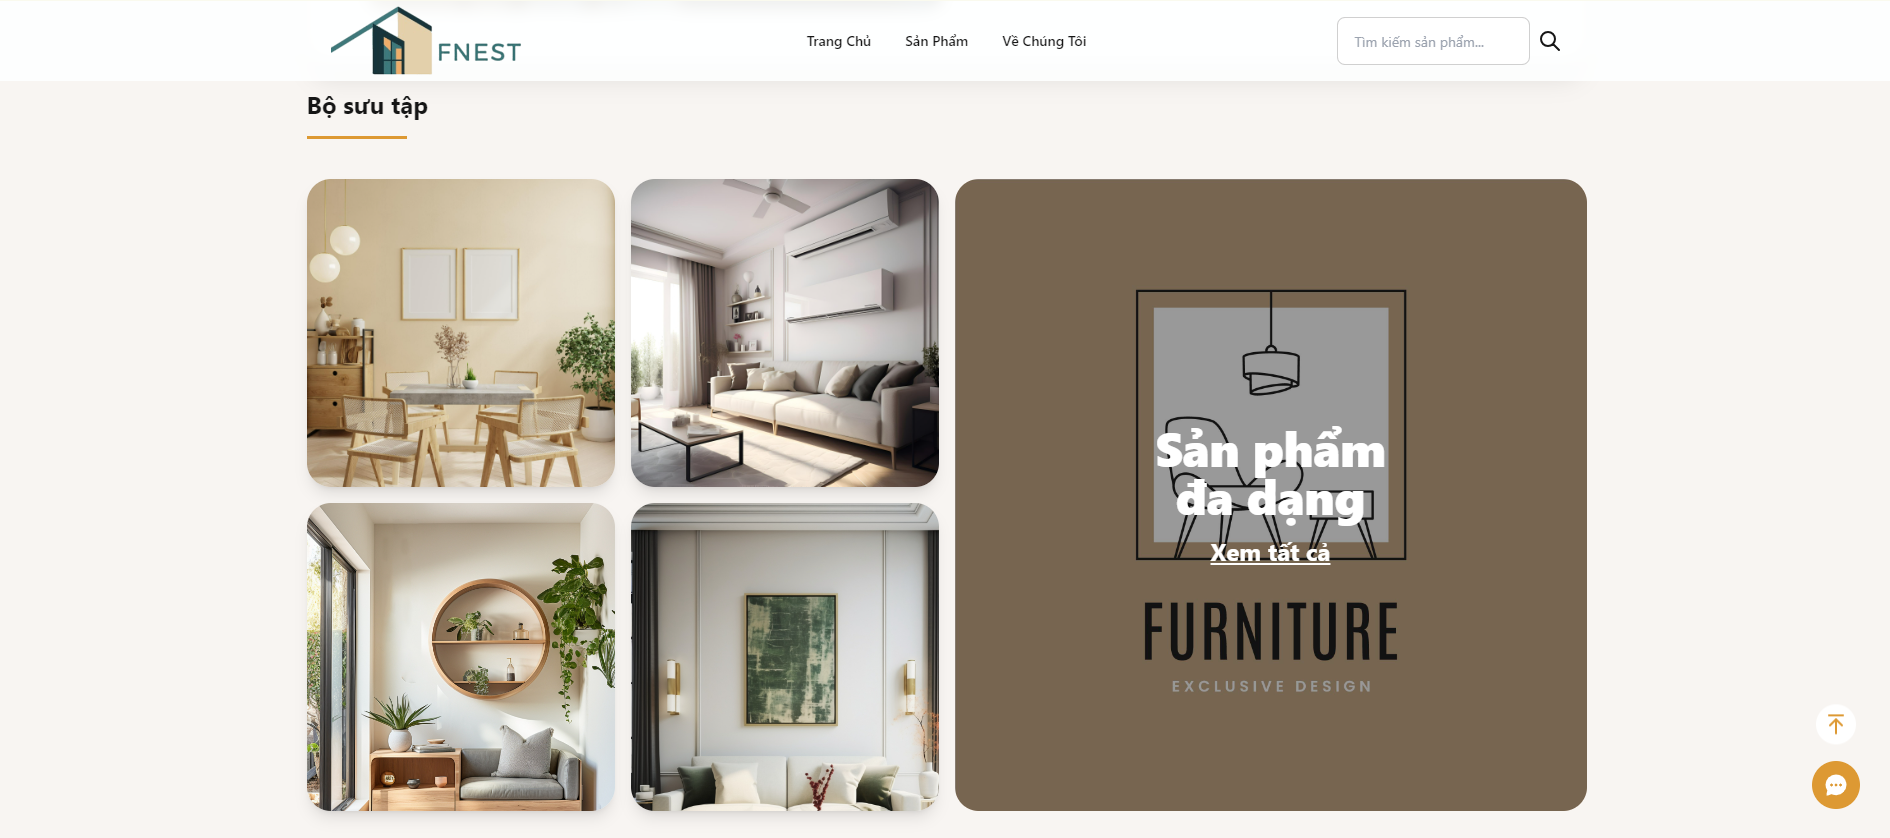 FNEST
Trang Chủ
Sản Phẩm
Về Chúng Tôi
Tìm kiếm sản phẩm...
Bộ sưu tập
Sản phẩm
đa dạng
Xem tất cả
FURNITURE
EXCLUSIVE DESIGN